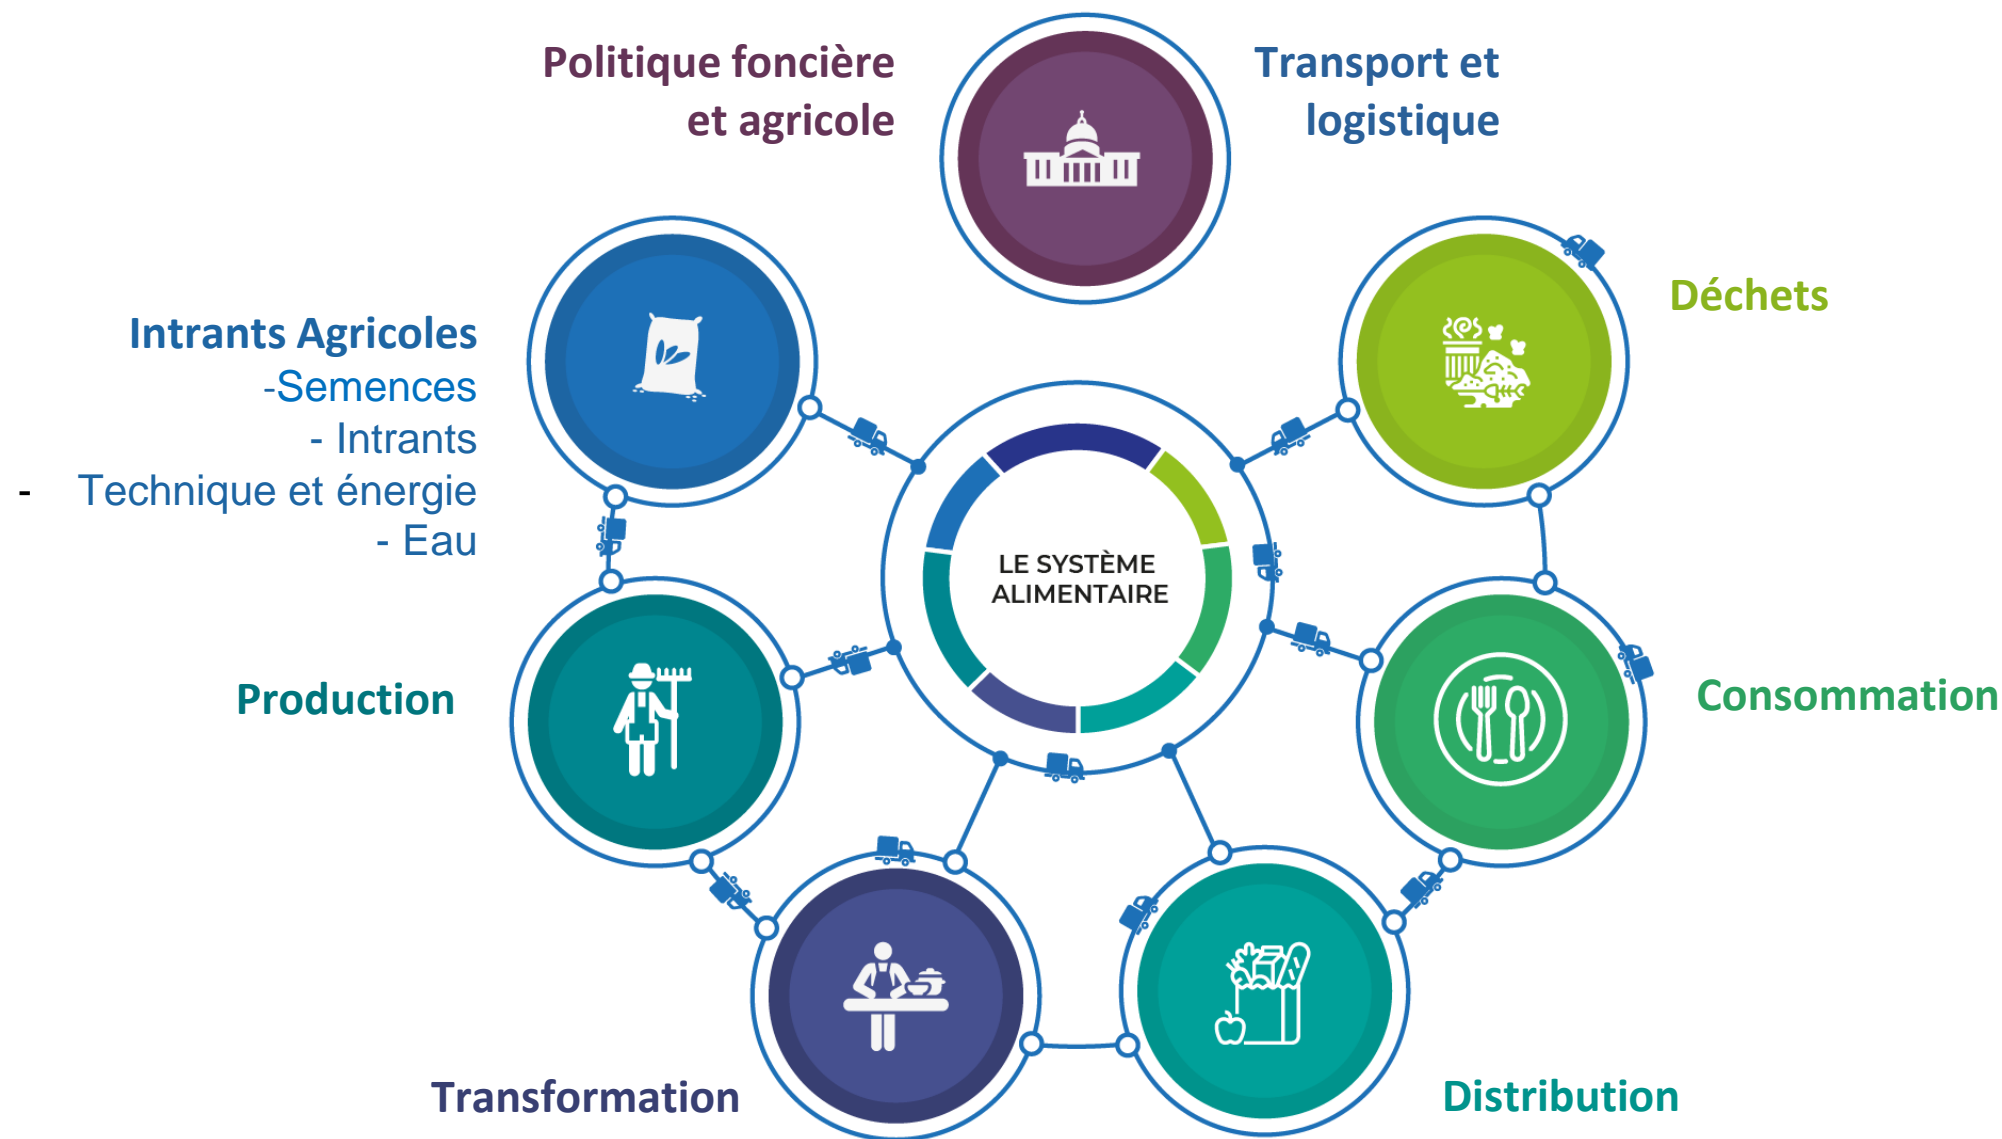 Politique foncière
et agricole
Transport et
logistique
Déchets
Intrants Agricoles
-Semences
- Intrants
- Technique et énergie
- Eau
LE SYSTÈME
ALIMENTAIRE
Production
Consommation
Transformation
Distribution